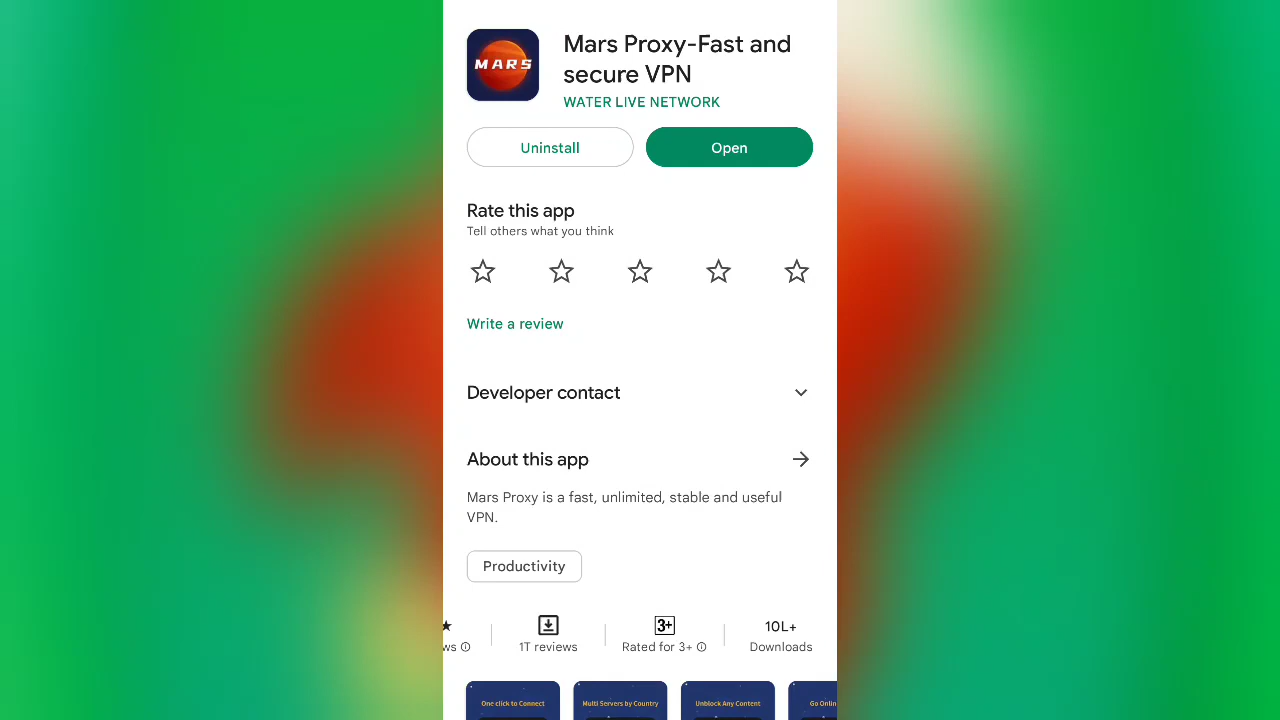 MARS
Mars Proxy-Fast and
secure VPN
WATER LIVE NETWORK
Uninstall
Open
Rate this app
Tell others what you think
Write a review
Developer contact
About this app
Mars Proxy is a fast, unlimited, stable and useful
VPN.
Productivity
ws
1T reviews
3+
Rated for 3+
10L+
Downloads
One click to Connect
Multi Servers by Country
Unblock Any Content
Go Onlin